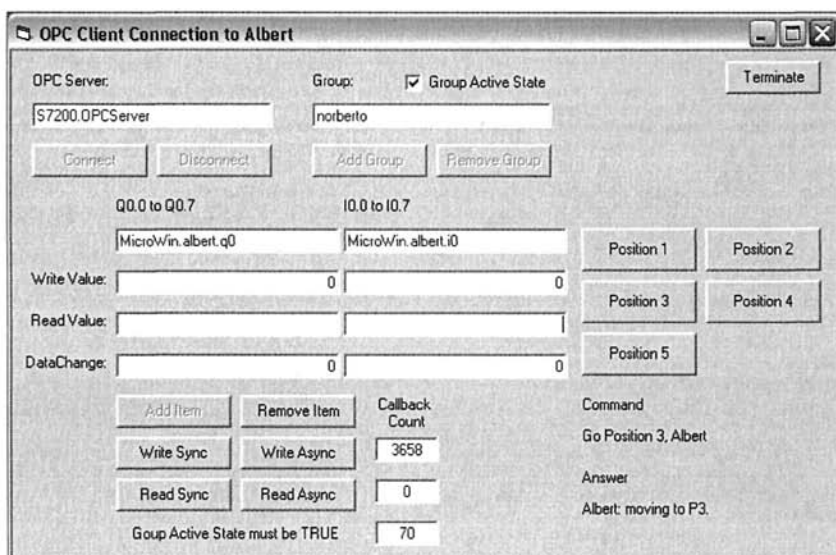 OPC Client Connection to Albert
OPC Server: Group: Group Active State Terminate
S7200.OPCServer norberto
Connect Disconnect Add Group Remove Group
Q0.0 to Q0.7 I0.0 to I0.7
MicroWin.albert.q0 MicroWin.albert.i0 Position 1 Position 2
Write Value: 0 0
Position 3 Position 4
Read Value:
Position 5
DataChange: 0 0
Add Item Remove Item Callback Count Command
Write Sync Write Async 3658 Go Position 3, Albert
Read Sync Read Async 0 Answer
Goup Active State must be TRUE 70 Albert: moving to P3.